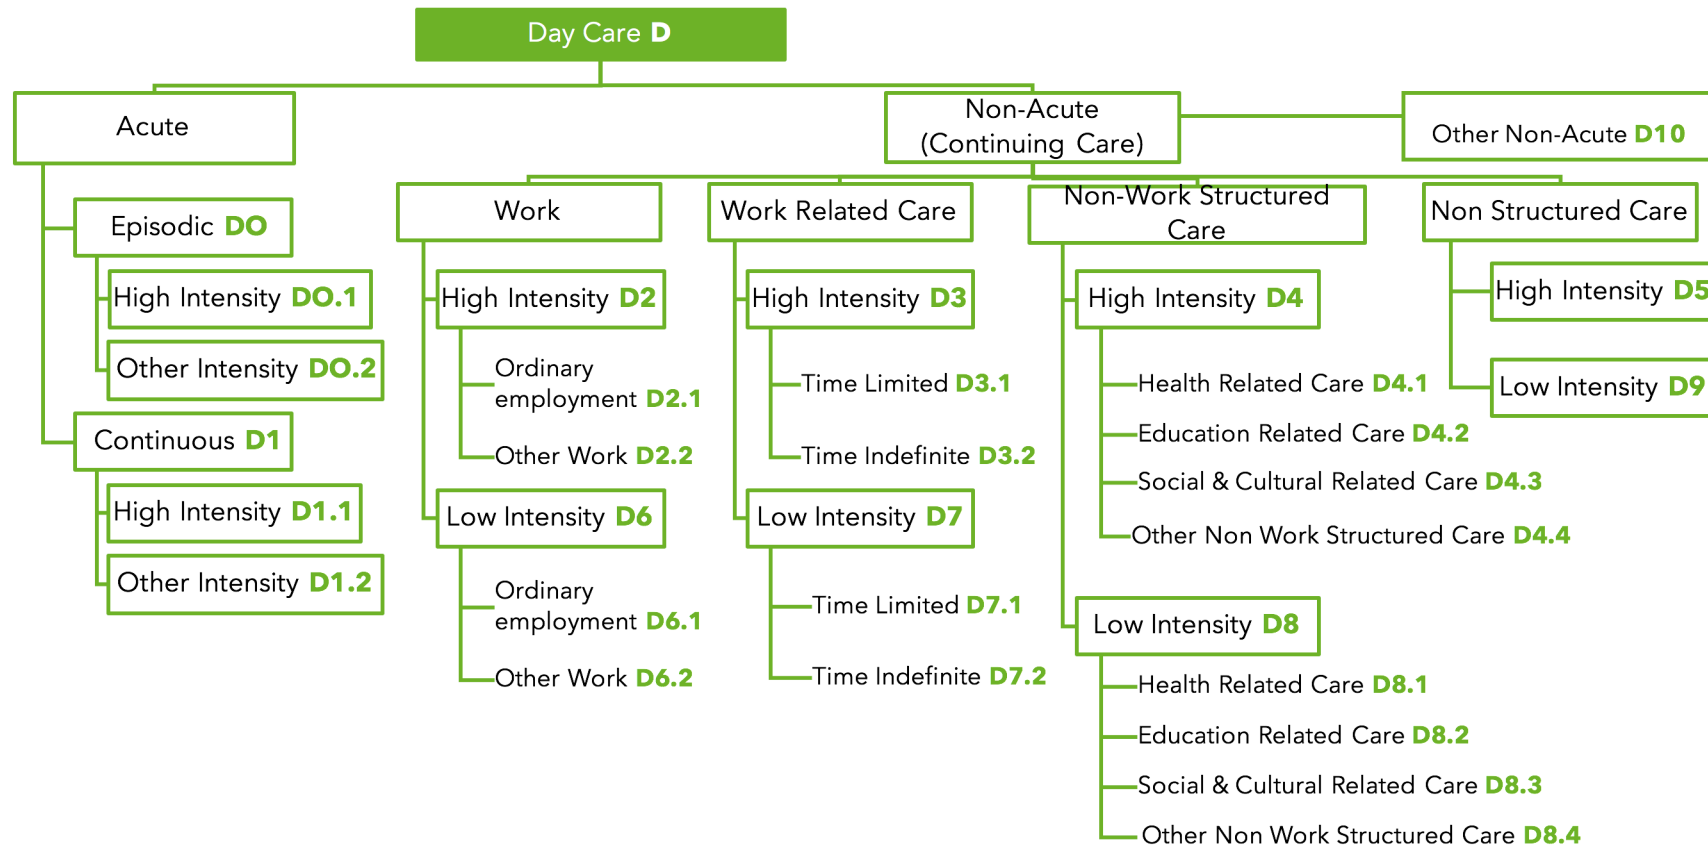 Day Care D
Acute
Non-Acute
(Continuing Care)
Other Non-Acute D10
Episodic DO
High Intensity DO.1
Other Intensity DO.2
Continuous D1
High Intensity D1.1
Other Intensity D1.2
Work
High Intensity D2
Ordinary
employment D2.1
Other Work D2.2
Low Intensity D6
Ordinary
employment D6.1
Other Work D6.2
Work Related Care
High Intensity D3
Time Limited D3.1
Time Indefinite D3.2
Low Intensity D7
Time Limited D7.1
Time Indefinite D7.2
Non-Work Structured
Care
High Intensity D4
Health Related Care D4.1
Education Related Care D4.2
Social & Cultural Related Care D4.3
Other Non Work Structured Care D4.4
Low Intensity D8
Health Related Care D8.1
Education Related Care D8.2
Social & Cultural Related Care D8.3
Other Non Work Structured Care D8.4
Non Structured Care
High Intensity D5
Low Intensity D9